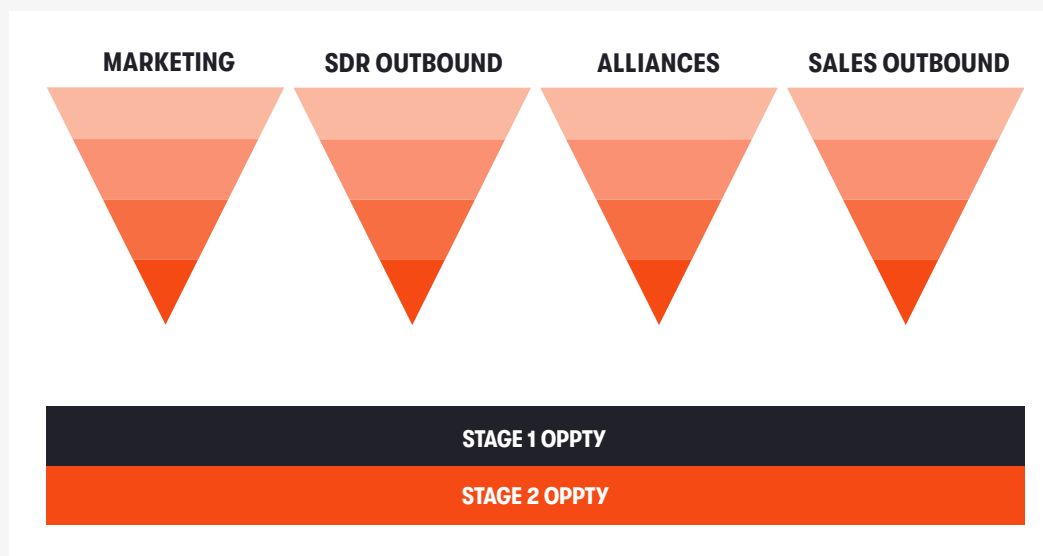 MARKETING
SDR OUTBOUND
ALLIANCES
SALES OUTBOUND
STAGE 1 OPPTY
STAGE 2 OPPTY